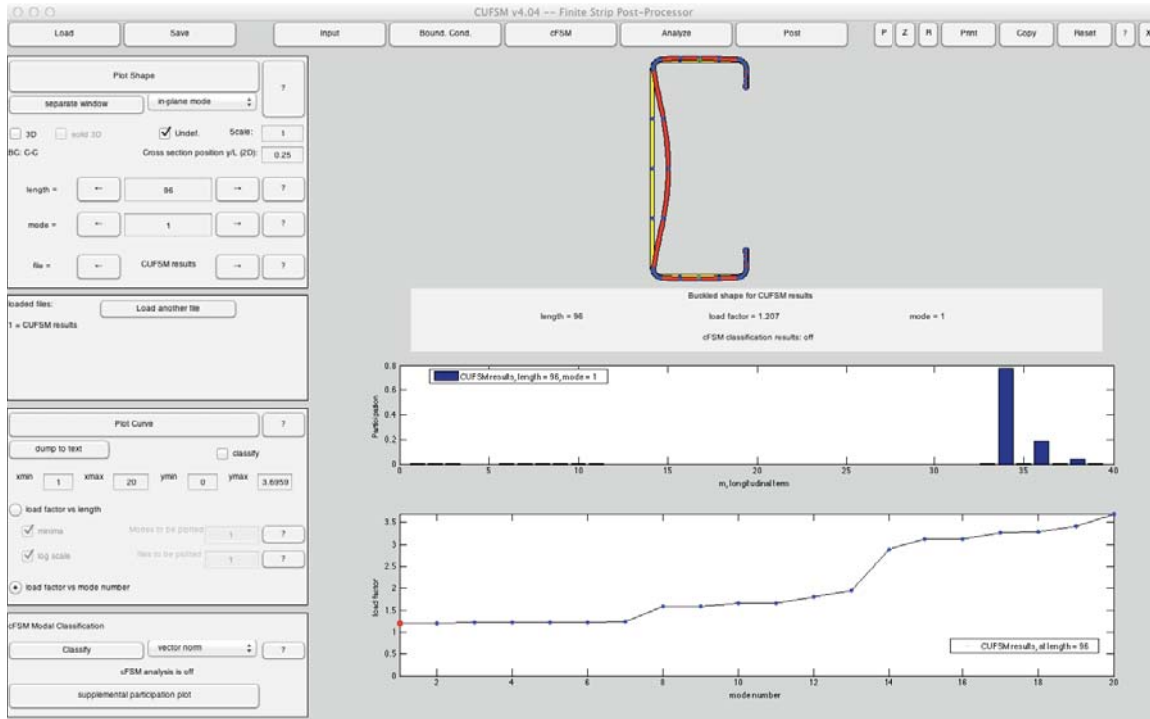 CUFSM v4.04 -- Finite Strip Post-Processor
Load Save Input Bound. Cond. cFSM Analyze Post P Z R Print Copy Reset ? X
Plot Shape
?
separate window in-plane mode
3D solid 3D Undef. Scale: 1
BC: C-C Cross section position y/L (2D): 0.25
length = ← 96 → ?
mode = ← 1 → ?
file = ← CUFSM results → ?
loaded files: Load another file
1 = CUFSM results
Plot Curve ?
dump to text classify
xmin 1 xmax 20 ymin 0 ymax 3.6959
load factor vs length
minima Modes to be plotted 1 ?
log scale files to be plotted 1 ?
load factor vs mode number
cFSM Modal Classification
Classify vector norm ?
cFSM analysis is off
supplemental participation plot
Buckled shape for CUFSM results
length = 96 load factor = 1.207 mode = 1
cFSM classification results: off
CUFSM results, length = 96, mode = 1
Participation
0.8
0.6
0.4
0.2
0
0 5 10 15 20 25 30 35 40
m, longitudinal term
load factor
3.5
3
2.5
2
1.5
1
0.5
0
CUFSM results, at length = 96
2 4 6 8 10 12 14 16 18 20
mode number